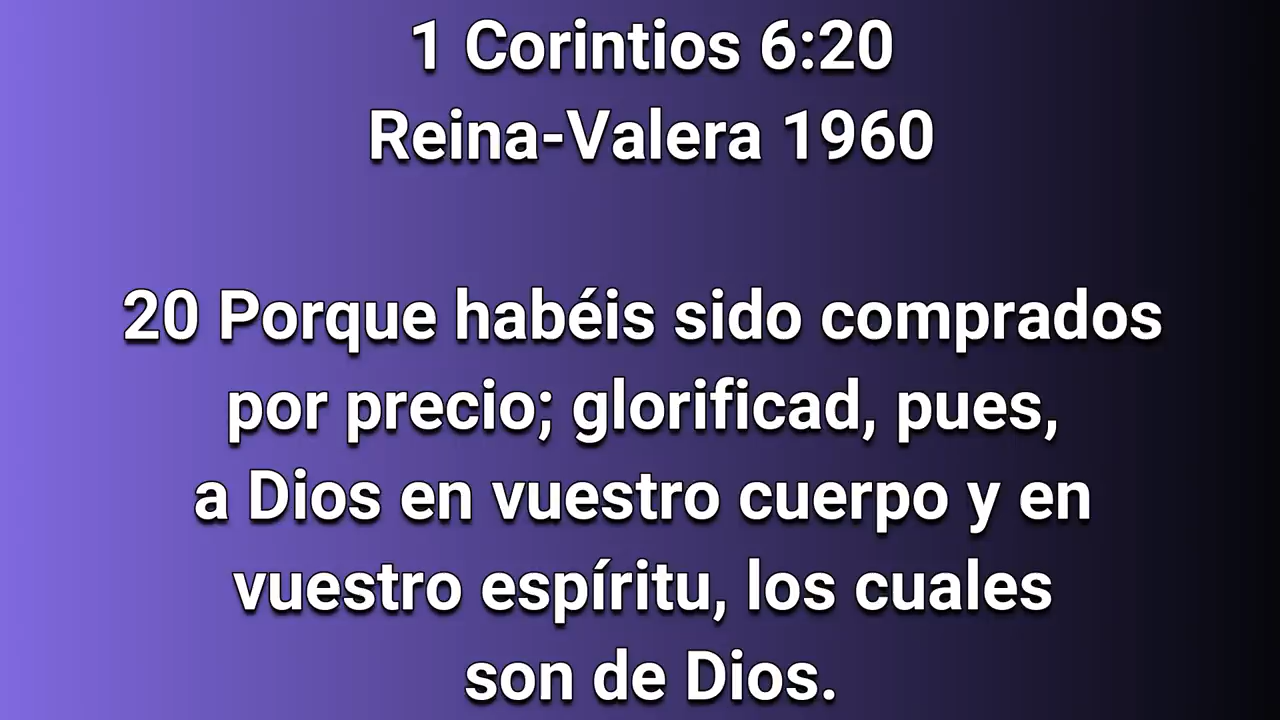 1 Corintios 6:20
Reina-Valera 1960
20 Porque habéis sido comprados
por precio; glorificad, pues,
a Dios en vuestro cuerpo y en
vuestro espíritu, los cuales
son de Dios.